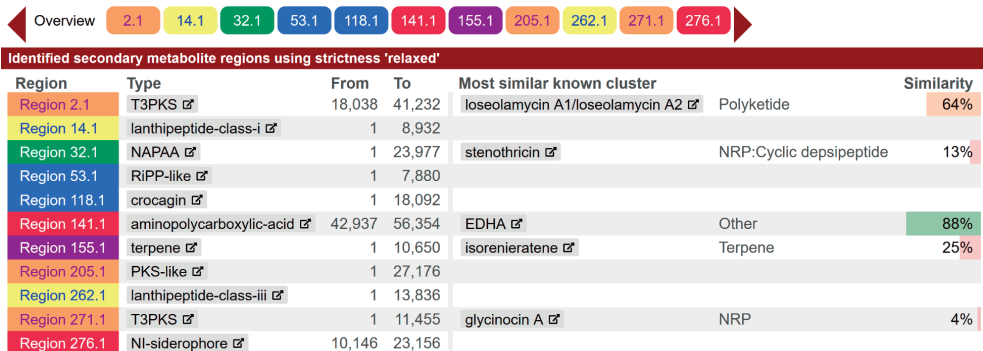 Overview 2.1 14.1 32.1 53.1 118.1 141.1 155.1 205.1 262.1 271.1 276.1
Identified secondary metabolite regions using strictness 'relaxed'
Region Type From To Most similar known cluster Similarity
Region 2.1 T3PKS 18,038 41,232 loseolamycin A1/loseolamycin A2 Polyketide 64%
Region 14.1 lanthipeptide-class-i 1 8,932
Region 32.1 NAPAA 1 23,977 stenothricin NRP:Cyclic depsipeptide 13%
Region 53.1 RiPP-like 1 7,880
Region 118.1 crocagin 1 18,092
Region 141.1 aminopolycarboxylic-acid 42,937 56,354 EDHA Other 88%
Region 155.1 terpene 1 10,650 isorenieratene Terpene 25%
Region 205.1 PKS-like 1 27,176
Region 262.1 lanthipeptide-class-iii 1 13,836
Region 271.1 T3PKS 1 11,455 glycinocin A NRP 4%
Region 276.1 NI-siderophore 10,146 23,156